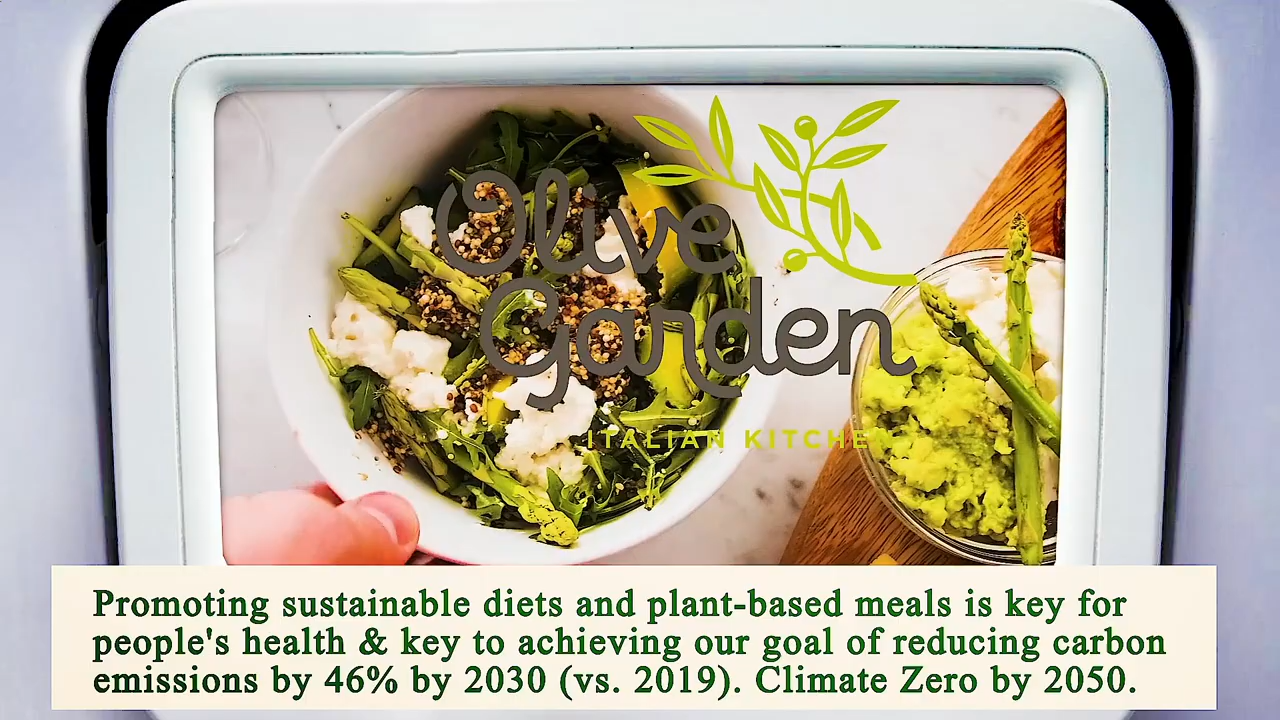 Olive
Garden
ITALIAN KITCHEN
Promoting sustainable diets and plant-based meals is key for
people's health & key to achieving our goal of reducing carbon
emissions by 46% by 2030 (vs. 2019). Climate Zero by 2050.